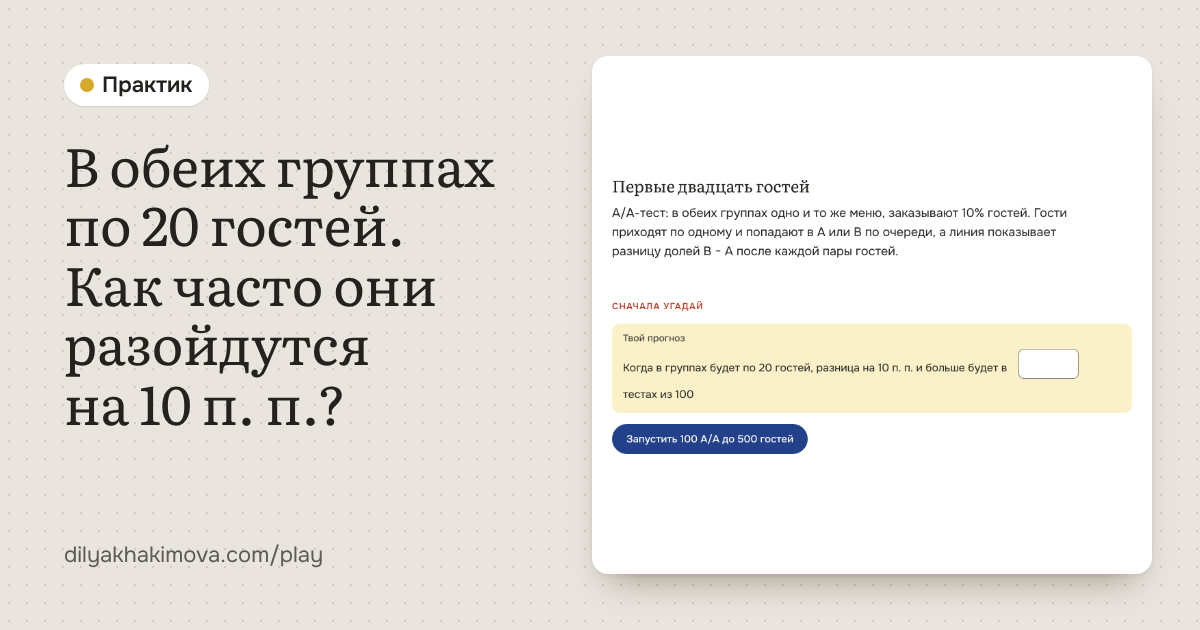 Практик
В обеих группах
по 20 гостей.
Как часто они
разойдутся
на 10 п. п.?
dilyakhakimova.com/play
Первые двадцать гостей
А/А-тест: в обеих группах одно и то же меню, заказывают 10% гостей. Гости
приходят по одному и попадают в А или В по очереди, а линия показывает
разницу долей В − А после каждой пары гостей.
СНАЧАЛА УГАДАЙ
Твой прогноз
Когда в группах будет по 20 гостей, разница на 10 п. п. и больше будет в
тестах из 100
Запустить 100 А/А до 500 гостей